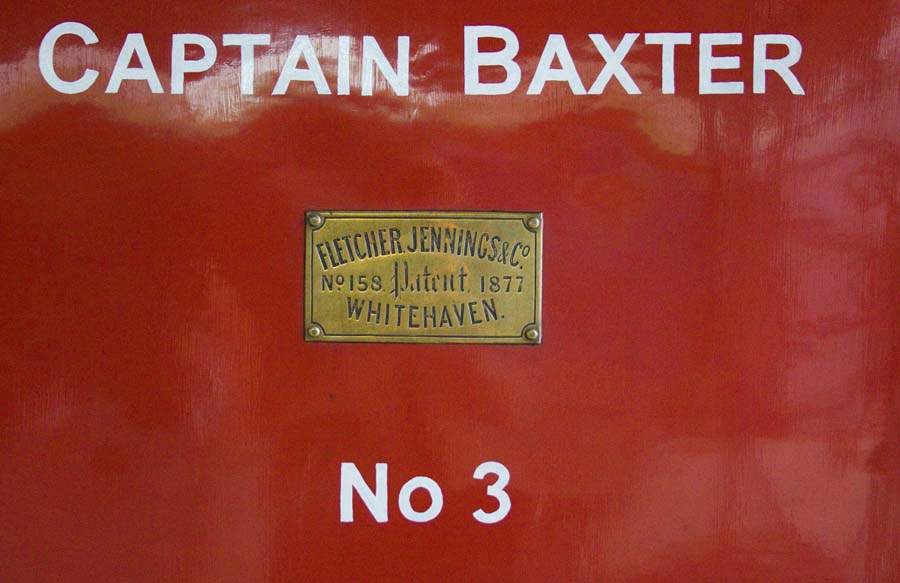 CAPTAIN BAXTER
FLETCHER, JENNINGS & Co
No 158. Patent. 1877
WHITEHAVEN.
No 3